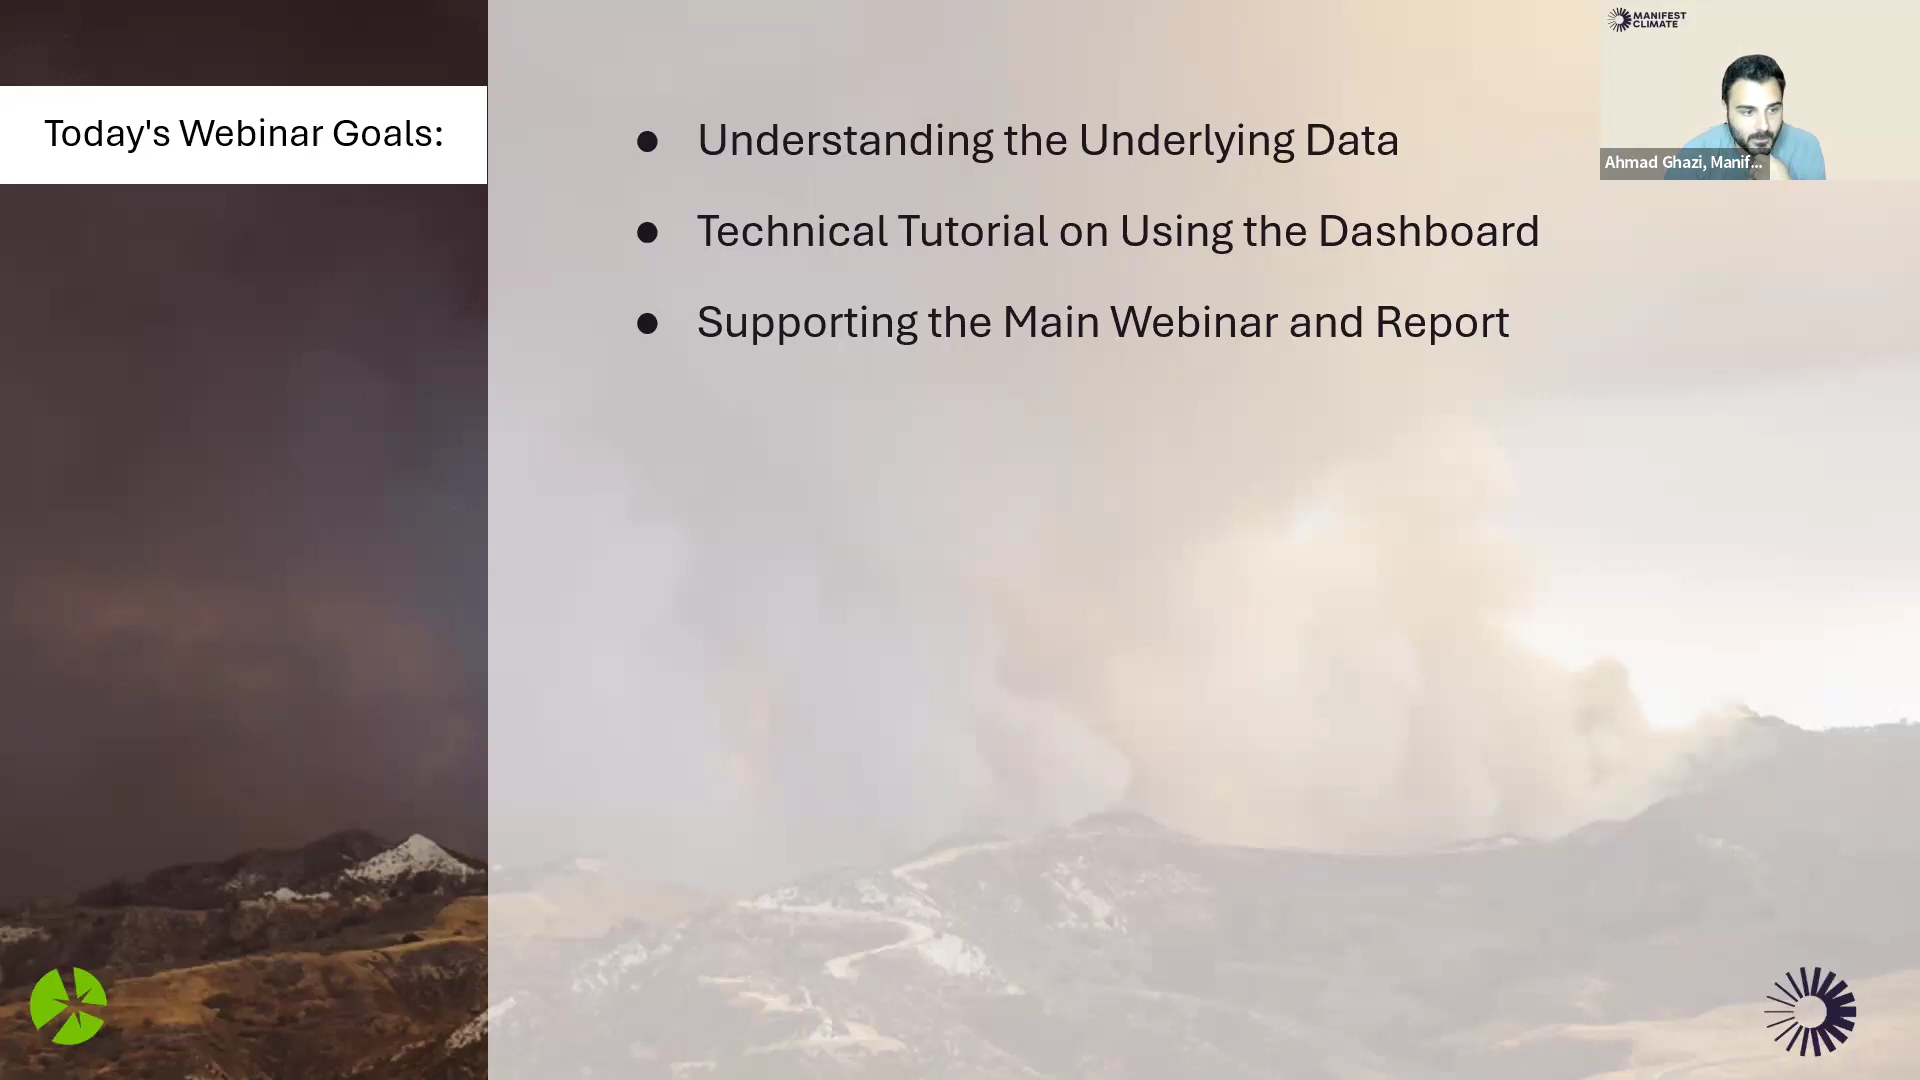 Today's Webinar Goals:
● Understanding the Underlying Data
● Technical Tutorial on Using the Dashboard
● Supporting the Main Webinar and Report
MANIFEST
CLIMATE
Ahmad Ghazi, Manif...